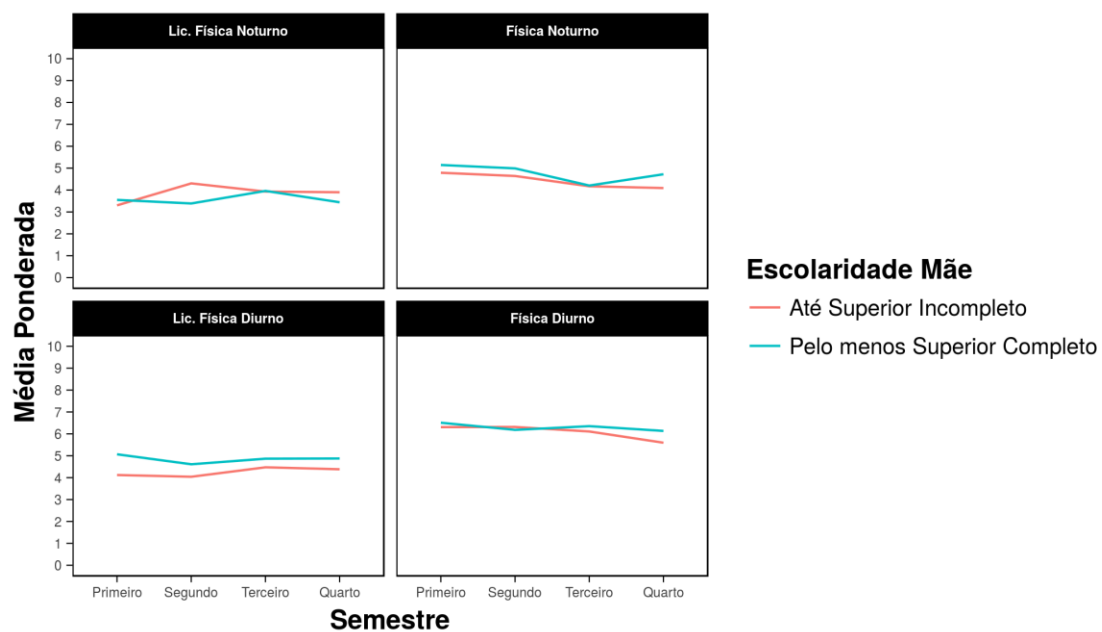 Lic. Física Noturno
Física Noturno
10
9
8
7
6
5
4
3
2
1
0
Lic. Física Diurno
Física Diurno
10
9
8
7
6
5
4
3
2
1
0
Primeiro Segundo Terceiro Quarto
Primeiro Segundo Terceiro Quarto
Semestre
Média Ponderada
Escolaridade Mãe
Até Superior Incompleto
Pelo menos Superior Completo